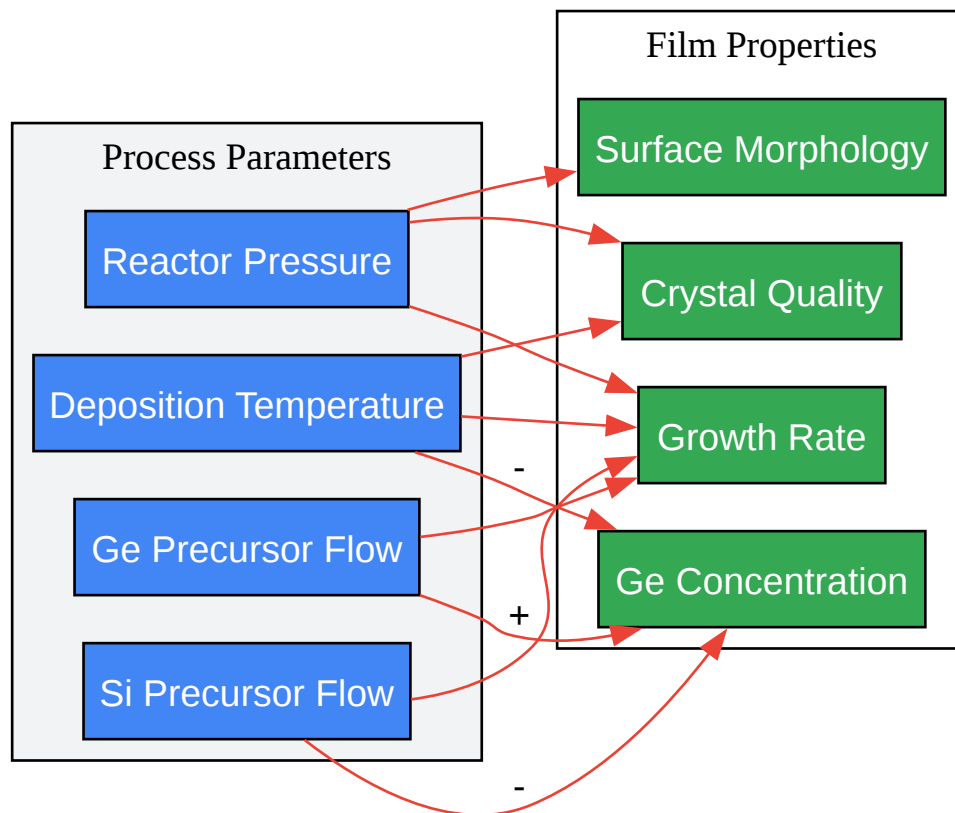 Process Parameters
Reactor Pressure
Deposition Temperature
Ge Precursor Flow
Si Precursor Flow
Film Properties
Surface Morphology
Crystal Quality
Growth Rate
Ge Concentration
-
+
-